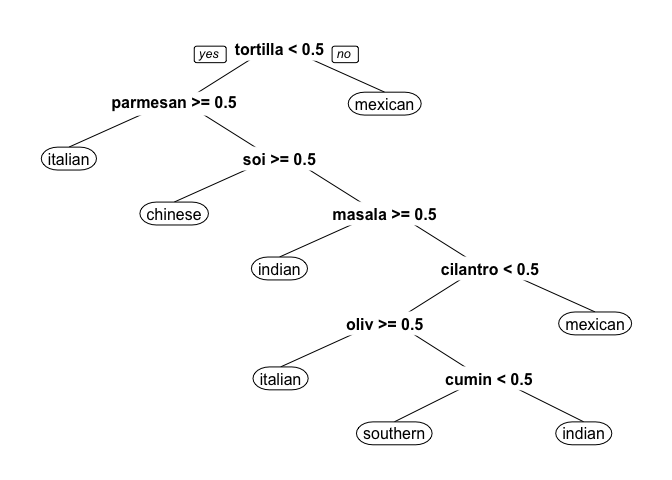 yes tortilla < 0.5 no
parmesan >= 0.5
mexican
italian
soi >= 0.5
chinese
masala >= 0.5
indian
cilantro < 0.5
oliv >= 0.5
mexican
italian
cumin < 0.5
southern
indian